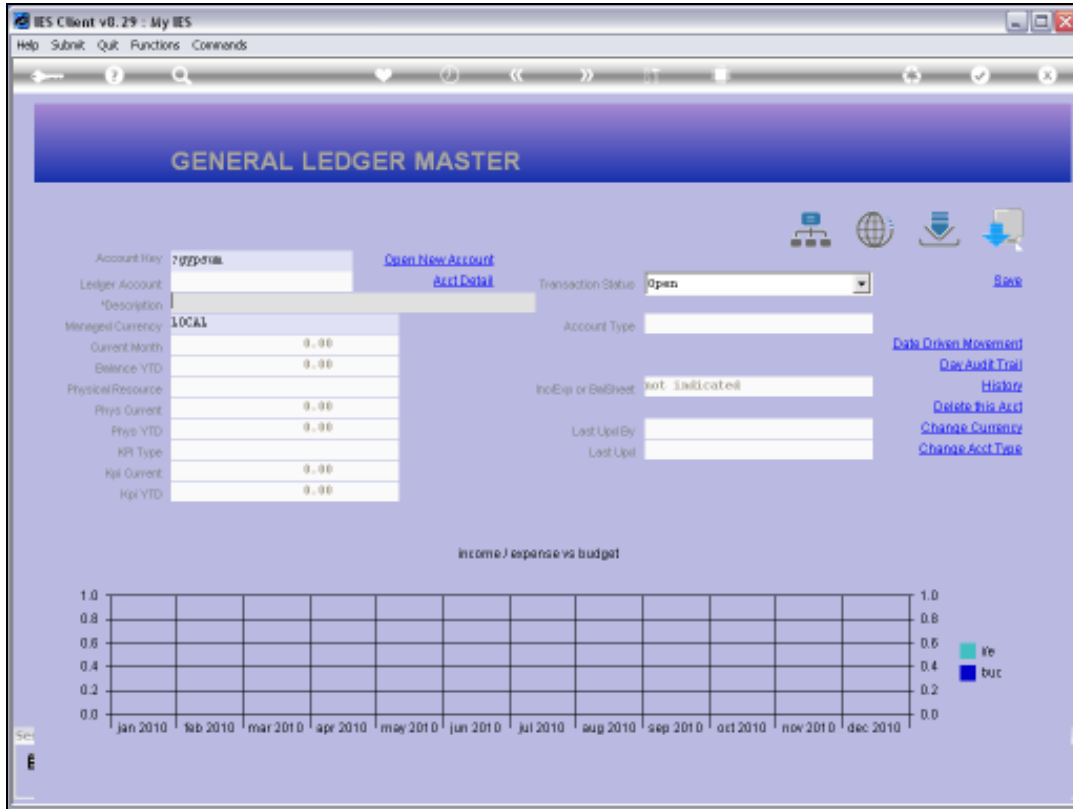 IES Client v8.29 : My IES
Help Submit Quit Functions Commands
GENERAL LEDGER MASTER
Account Key ?gypsum Open New Account
Ledger Account Acct Detail Transaction Status Open Save
*Description
Managed Currency LOCAL Account Type
Current Month 0.00 Date Driven Movement
Balance YTD 0.00 Day Audit Trail
Physical Resource Inc/Exp or BalSheet not indicated History
Phys Current 0.00 Delete this Acct
Phys YTD 0.00 Last Upd By Change Currency
KPI Type Last Upd Change Acct Type
Kpi Current 0.00
Kpi YTD 0.00
income / expense vs budget
1.0 1.0
0.8 0.8
0.6 0.6
0.4 0.4
0.2 0.2
0.0 0.0
i/e
buc
jan 2010 feb 2010 mar 2010 apr 2010 may 2010 jun 2010 jul 2010 aug 2010 sep 2010 oct 2010 nov 2010 dec 2010